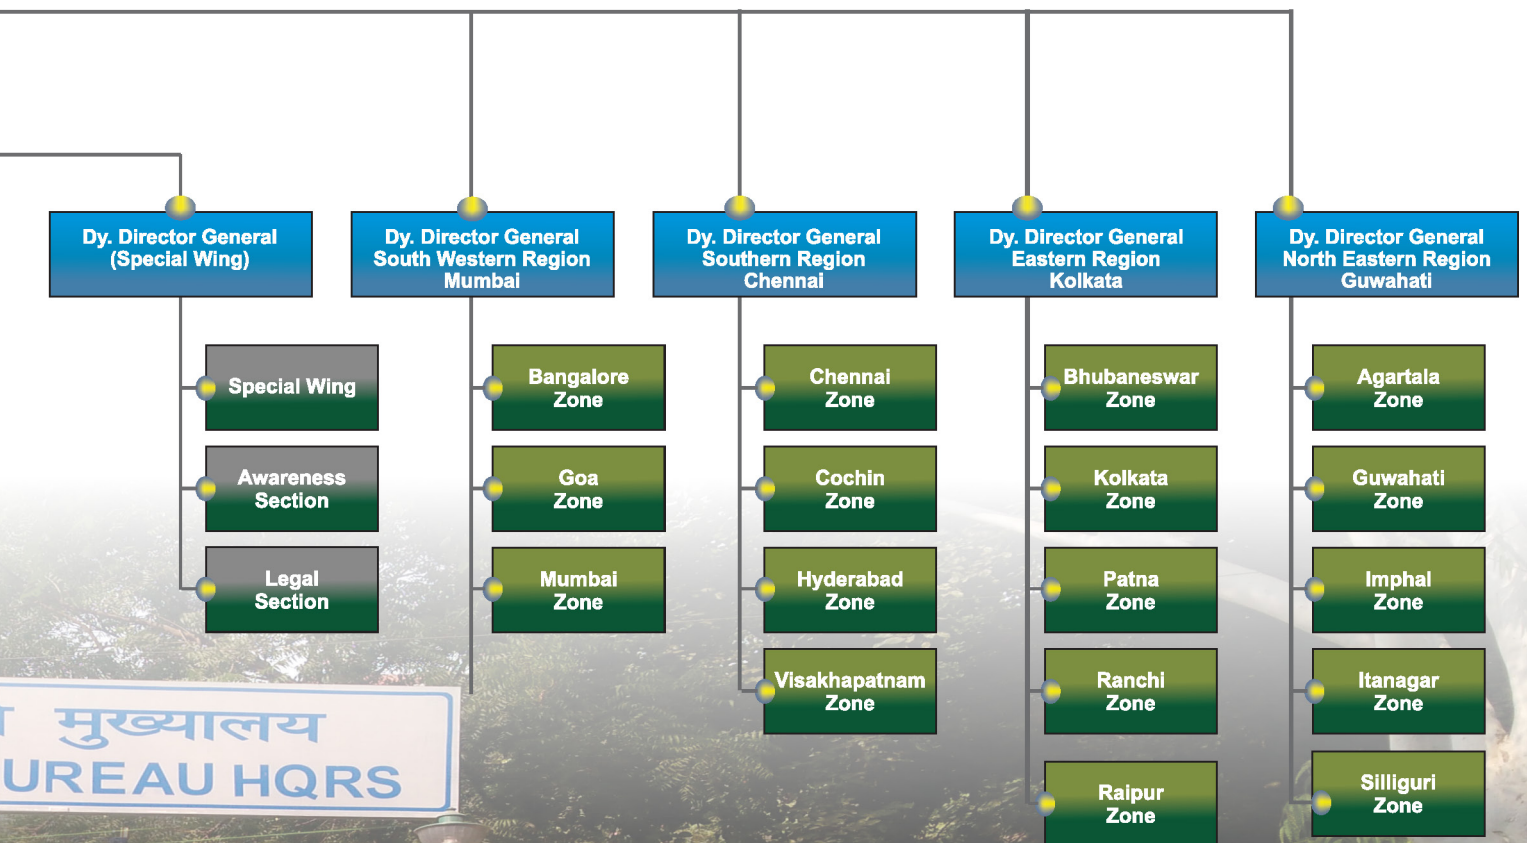 Dy. Director General
(Special Wing)
Special Wing
Awareness
Section
Legal
Section
Dy. Director General
South Western Region
Mumbai
Bangalore
Zone
Goa
Zone
Mumbai
Zone
Dy. Director General
Southern Region
Chennai
Chennai
Zone
Cochin
Zone
Hyderabad
Zone
Visakhapatnam
Zone
Dy. Director General
Eastern Region
Kolkata
Bhubaneswar
Zone
Kolkata
Zone
Patna
Zone
Ranchi
Zone
Raipur
Zone
Dy. Director General
North Eastern Region
Guwahati
Agartala
Zone
Guwahati
Zone
Imphal
Zone
Itanagar
Zone
Silliguri
Zone
मुख्यालय
UREAU HQRS